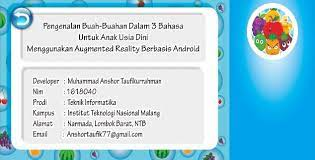 Pengenalan Buah-Buahan Dalam 3 Bahasa
Untuk Anak Usia Dini
Menggunakan Augmented Reality Berbasis Android
Developer : Muhammad Anshor Taufikurrahman
Nim : 1618040
Prodi : Teknik Informatika
Kampus : Institut Teknologi Nasional Malang
Alamat : Narmada, Lombok Barat, NTB
Email : Anshortaufik77@gmail.com